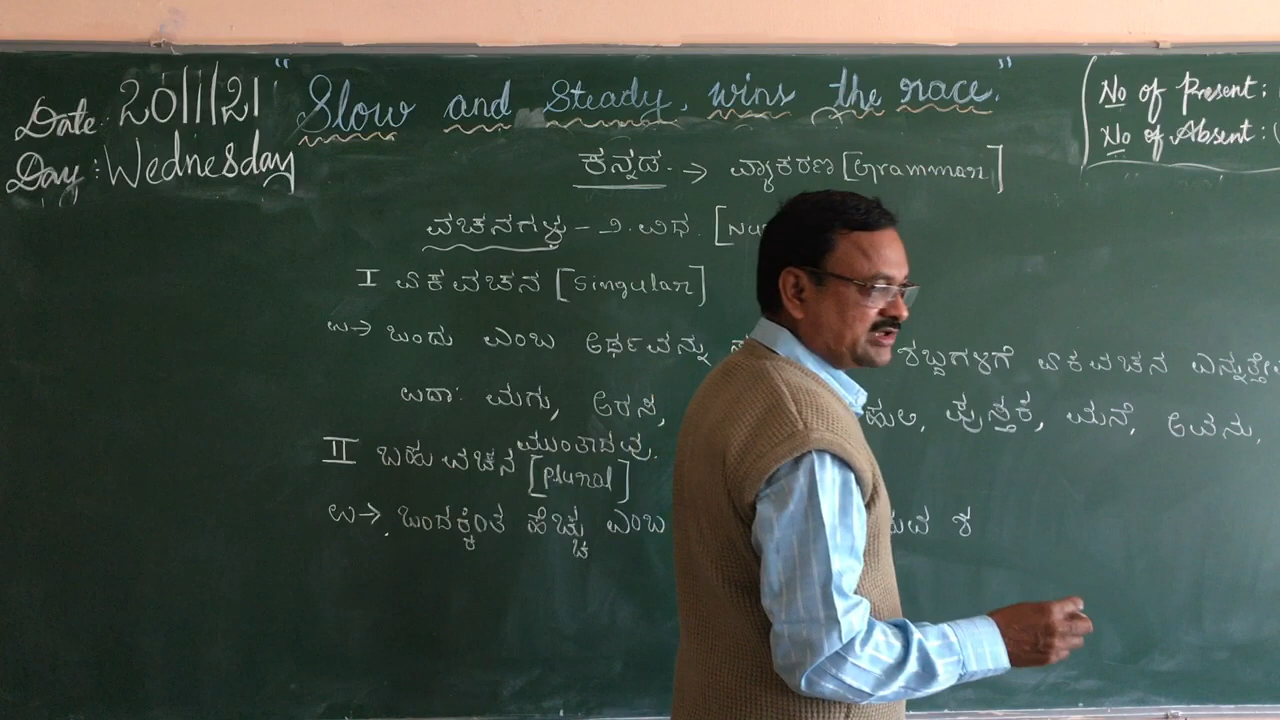 Date: 20/1/21 "Slow and Steady, wins the race."
No of Present:
Day: Wednesday
No of Absent:
ಕನ್ನಡ. → ವ್ಯಾಕರಣ [Grammar]
ವಚನಗಳು – ೨. ವಿಧ. [Nu
I ಏಕವಚನ [Singular]
ಉ→ ಒಂದು ಎಂಬ ಅರ್ಥವನ್ನು ಶಬ್ದಗಳಿಗೆ ಏಕವಚನ ಎನ್ನುತ್ತೇ
ಉದಾ: ಮಗು, ಅರಸ, ಹುಲಿ, ಪುಸ್ತಕ, ಮನೆ, ಅವನು,
ಮುಂತಾದವು.
II ಬಹುವಚನ [Plural]
ಉ→. ಒಂದಕ್ಕಿಂತ ಹೆಚ್ಚು ಎಂಬ ುವ ಶ